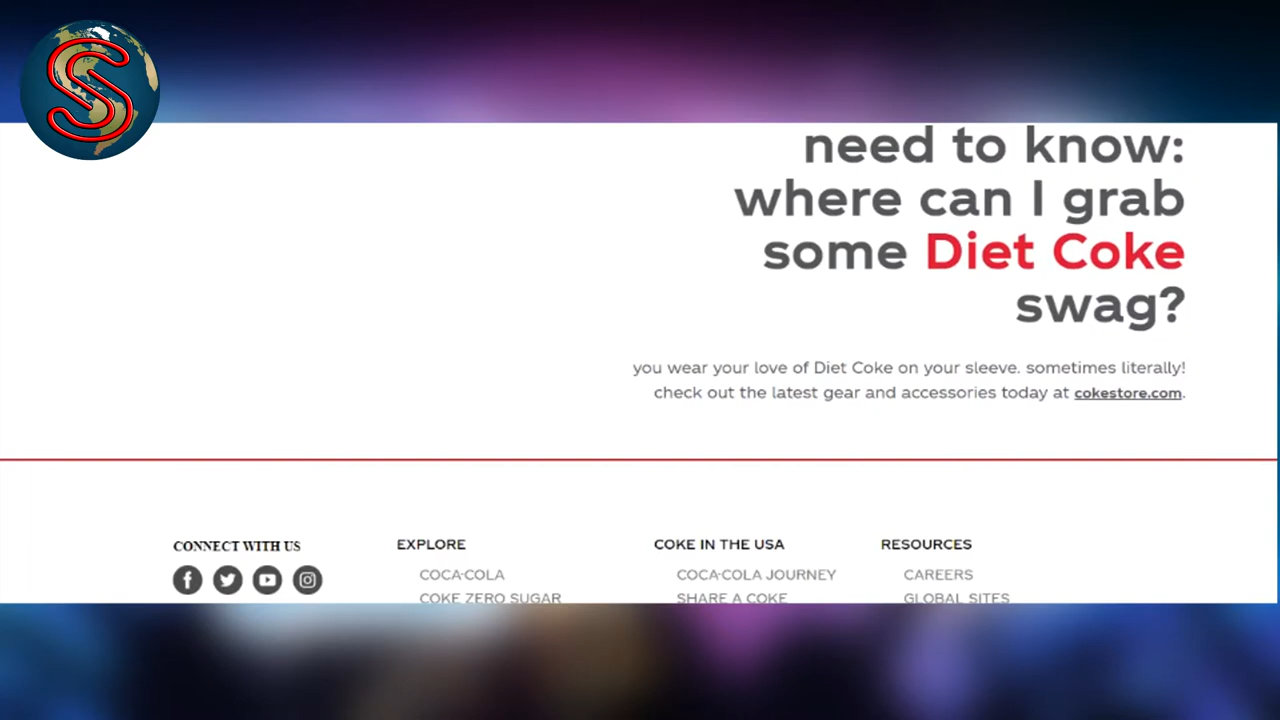 S
need to know:
where can I grab
some Diet Coke
swag?
you wear your love of Diet Coke on your sleeve. sometimes literally!
check out the latest gear and accessories today at cokestore.com.
CONNECT WITH US
EXPLORE
COCA-COLA
COKE ZERO SUGAR
COKE IN THE USA
COCA-COLA JOURNEY
SHARE A COKE
RESOURCES
CAREERS
GLOBAL SITES